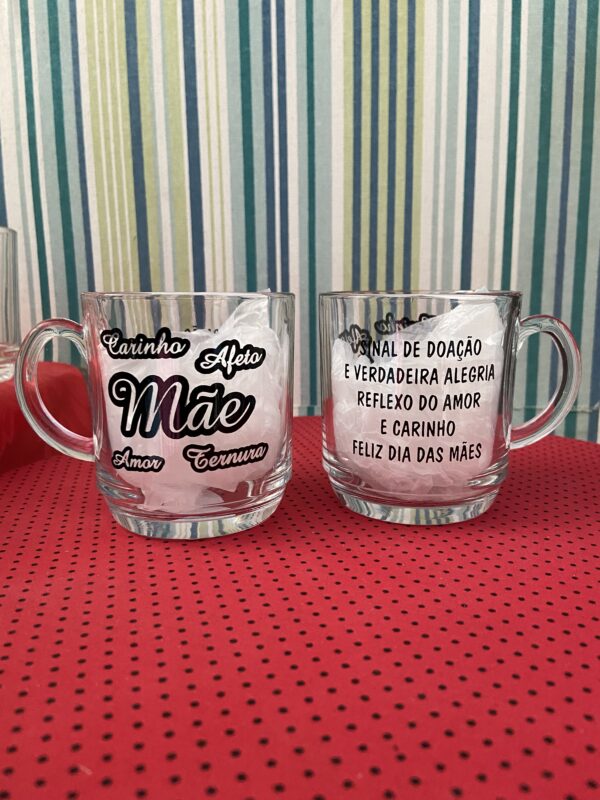 Carinho
Afeto
Mãe
Amor
Ternura
SINAL DE DOAÇÃO
E VERDADEIRA ALEGRIA
REFLEXO DO AMOR
E CARINHO
FELIZ DIA DAS MÃES